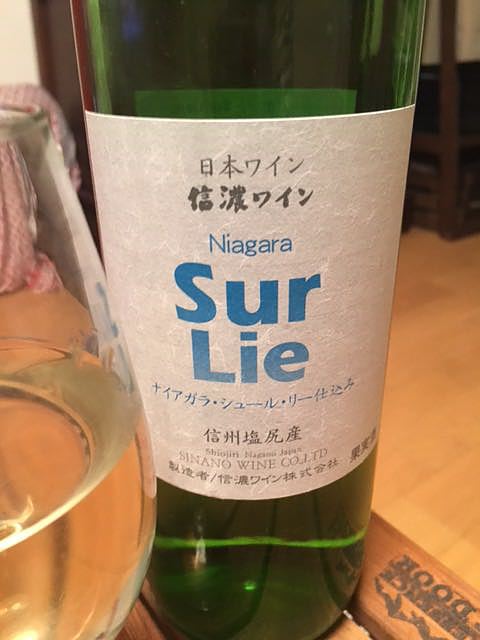 日本ワイン
信濃ワイン
Niagara
Sur
Lie
ナイアガラ・シュール・リー仕込み
信州塩尻産
Shiojiri Nagano Japan
SINANO WINE CO.,LTD
製造者/信濃ワイン株式会社
果実酒
DOOR